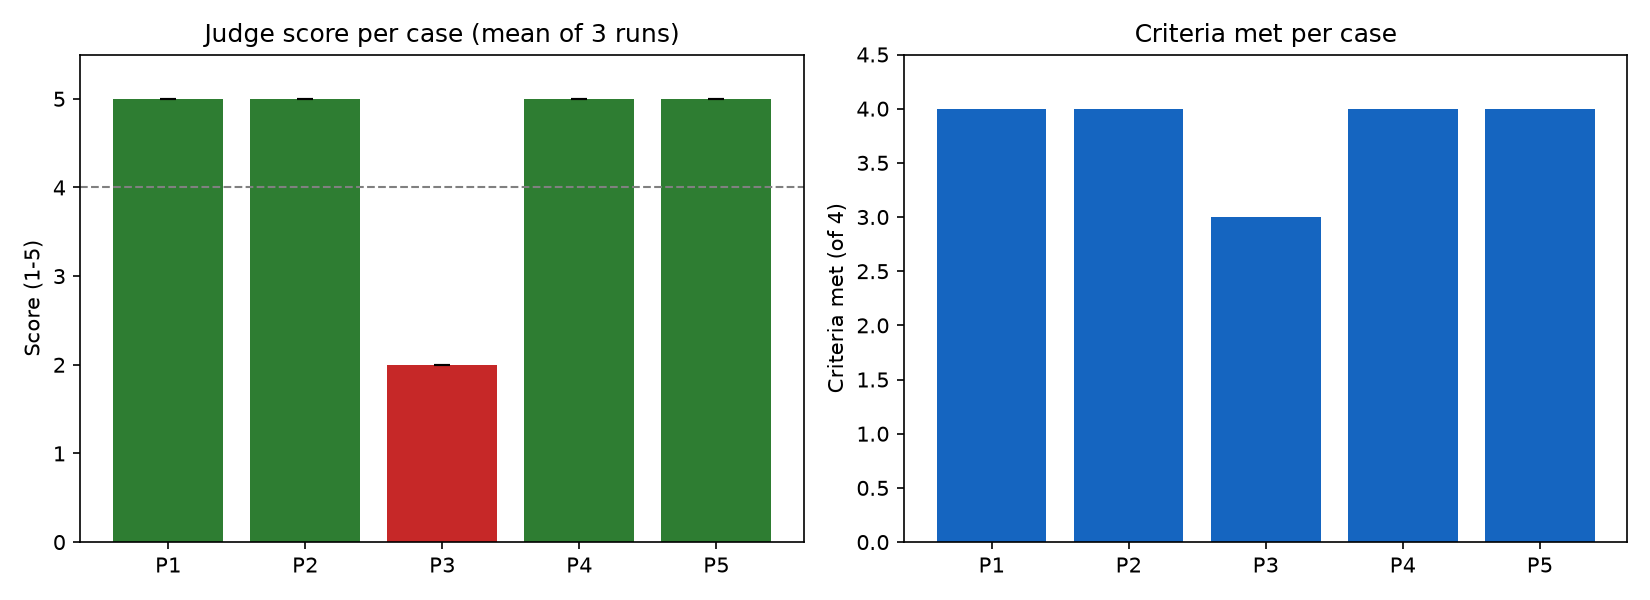 Judge score per case (mean of 3 runs)
Score (1-5)
5
4
3
2
1
0
P1 P2 P3 P4 P5
Criteria met per case
Criteria met (of 4)
4.5
4.0
3.5
3.0
2.5
2.0
1.5
1.0
0.5
0.0
P1 P2 P3 P4 P5